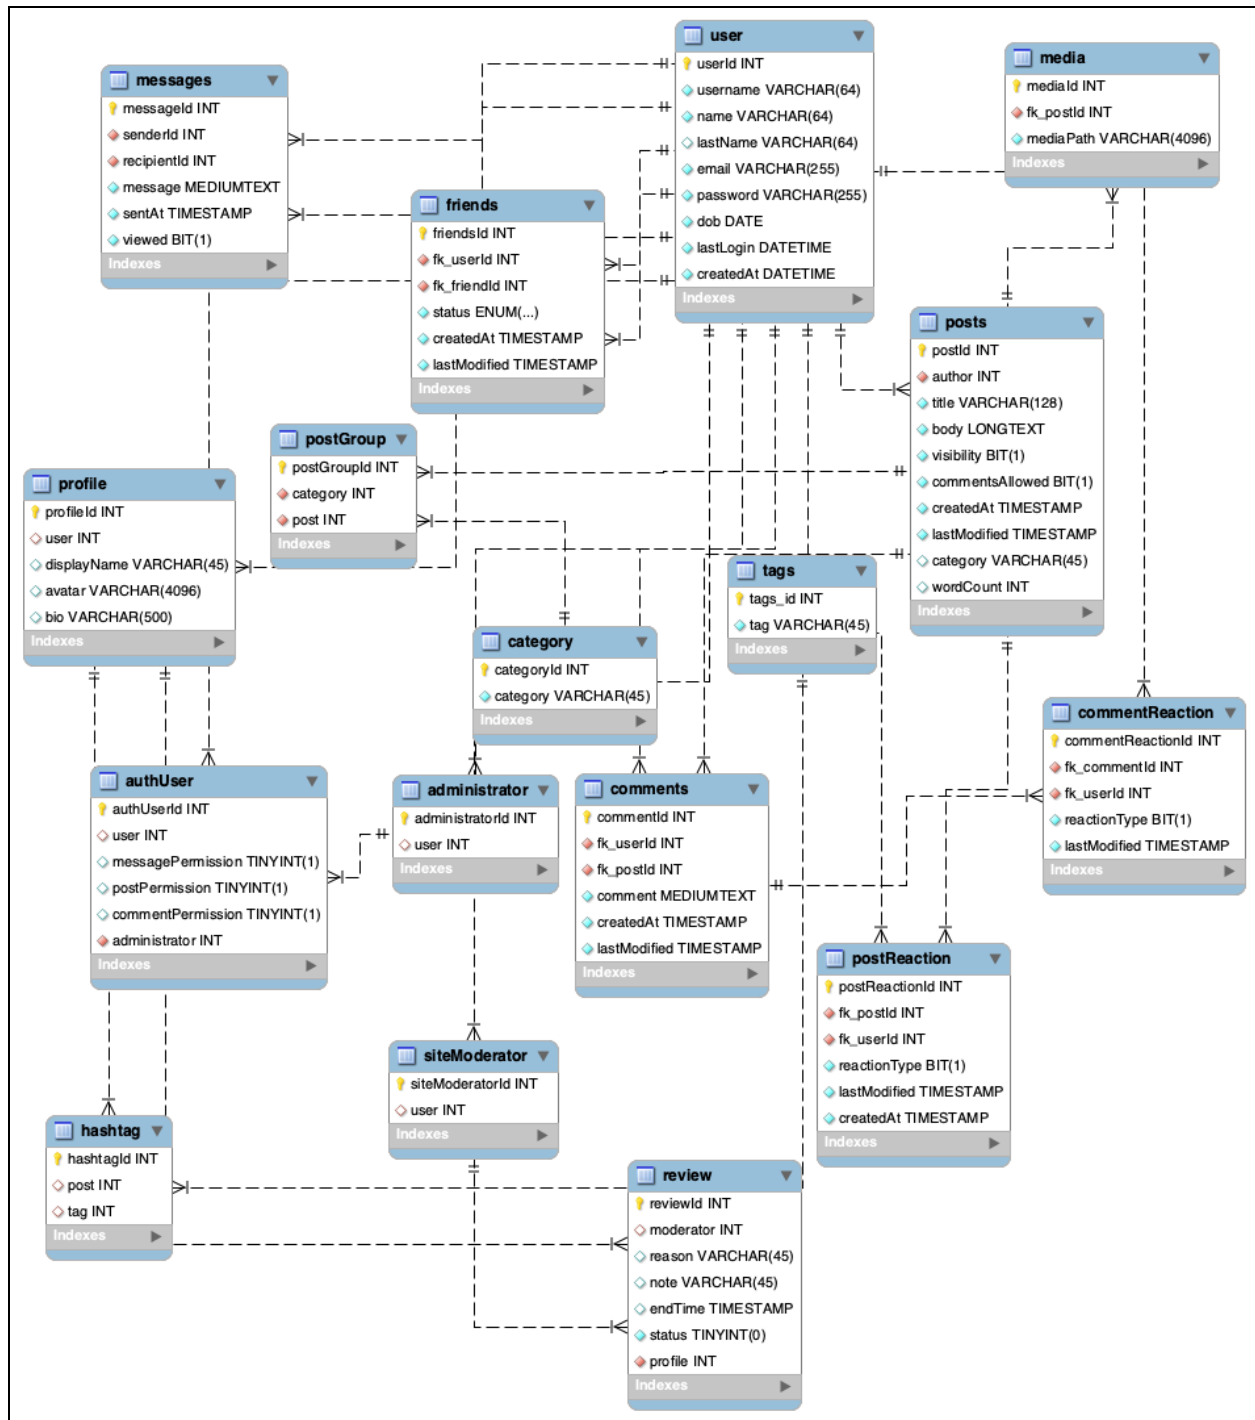 user
userId INT
username VARCHAR(64)
name VARCHAR(64)
lastName VARCHAR(64)
email VARCHAR(255)
password VARCHAR(255)
dob DATE
lastLogin DATETIME
createdAt DATETIME
Indexes
media
mediaId INT
fk_postId INT
mediaPath VARCHAR(4096)
Indexes
messages
messageId INT
senderId INT
recipientId INT
message MEDIUMTEXT
sentAt TIMESTAMP
viewed BIT(1)
Indexes
friends
friendsId INT
fk_userId INT
fk_friendId INT
status ENUM(...)
createdAt TIMESTAMP
lastModified TIMESTAMP
Indexes
posts
postId INT
author INT
title VARCHAR(128)
body LONGTEXT
visibility BIT(1)
commentsAllowed BIT(1)
createdAt TIMESTAMP
lastModified TIMESTAMP
category VARCHAR(45)
wordCount INT
Indexes
postGroup
postGroupId INT
category INT
post INT
Indexes
profile
profileId INT
user INT
displayName VARCHAR(45)
avatar VARCHAR(4096)
bio VARCHAR(500)
Indexes
tags
tags_id INT
tag VARCHAR(45)
Indexes
category
categoryId INT
category VARCHAR(45)
Indexes
commentReaction
commentReactionId INT
fk_commentId INT
fk_userId INT
reactionType BIT(1)
lastModified TIMESTAMP
Indexes
authUser
authUserId INT
user INT
messagePermission TINYINT(1)
postPermission TINYINT(1)
commentPermission TINYINT(1)
administrator INT
Indexes
administrator
administratorId INT
user INT
Indexes
comments
commentId INT
fk_userId INT
fk_postId INT
comment MEDIUMTEXT
createdAt TIMESTAMP
lastModified TIMESTAMP
Indexes
postReaction
postReactionId INT
fk_postId INT
fk_userId INT
reactionType BIT(1)
lastModified TIMESTAMP
createdAt TIMESTAMP
Indexes
siteModerator
siteModeratorId INT
user INT
Indexes
hashtag
hashtagId INT
post INT
tag INT
Indexes
review
reviewId INT
moderator INT
reason VARCHAR(45)
note VARCHAR(45)
endTime TIMESTAMP
status TINYINT(0)
profile INT
Indexes